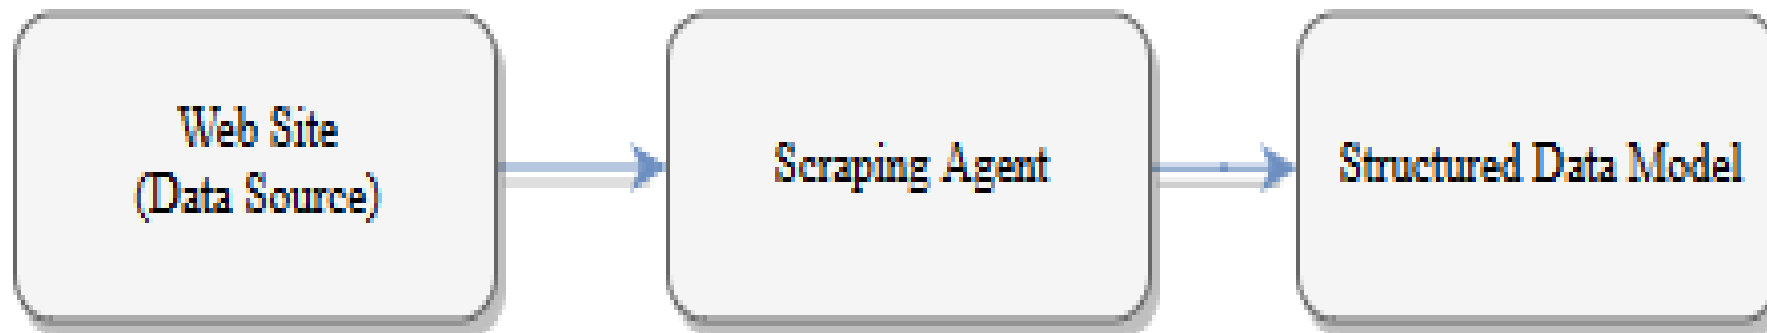 Web Site
(Data Source)
Scraping Agent
Structured Data Model